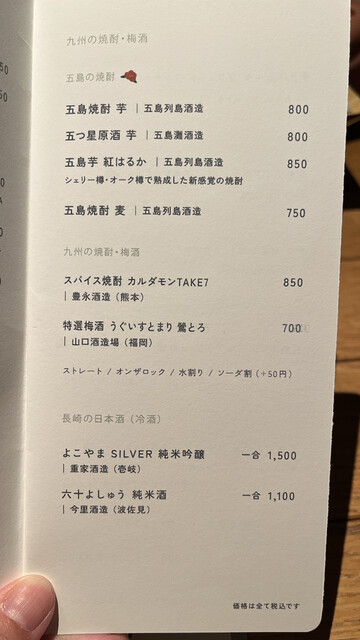 50
50
0
A
0
0
九州の焼酎・梅酒
五島の焼酎
五島焼酎 芋 | 五島列島酒造 800
五つ星原酒 芋 | 五島灘酒造 800
五島芋 紅はるか | 五島列島酒造 850
シェリー樽・オーク樽で熟成した新感覚の焼酎
五島焼酎 麦 | 五島列島酒造 750
九州の焼酎・梅酒
スパイス焼酎 カルダモンTAKE7 850
| 豊永酒造（熊本）
特選梅酒 うぐいすとまり 鶯とろ 700
| 山口酒造場（福岡）
ストレート / オンザロック / 水割り / ソーダ割（+50円）
長崎の日本酒（冷酒）
よこやま SILVER 純米吟醸 一合 1,500
| 重家酒造（壱岐）
六十よしゅう 純米酒 一合 1,100
| 今里酒造（波佐見）
価格は全て税込です